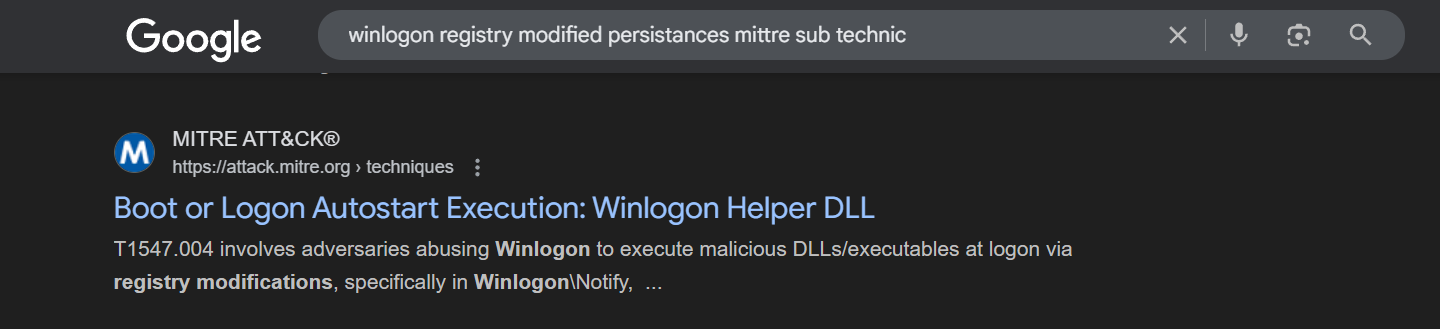 Google
winlogon registry modified persistances mittre sub technic
MITRE ATT&CK®
https://attack.mitre.org › techniques
Boot or Logon Autostart Execution: Winlogon Helper DLL
T1547.004 involves adversaries abusing Winlogon to execute malicious DLLs/executables at logon via
registry modifications, specifically in Winlogon\Notify, ...